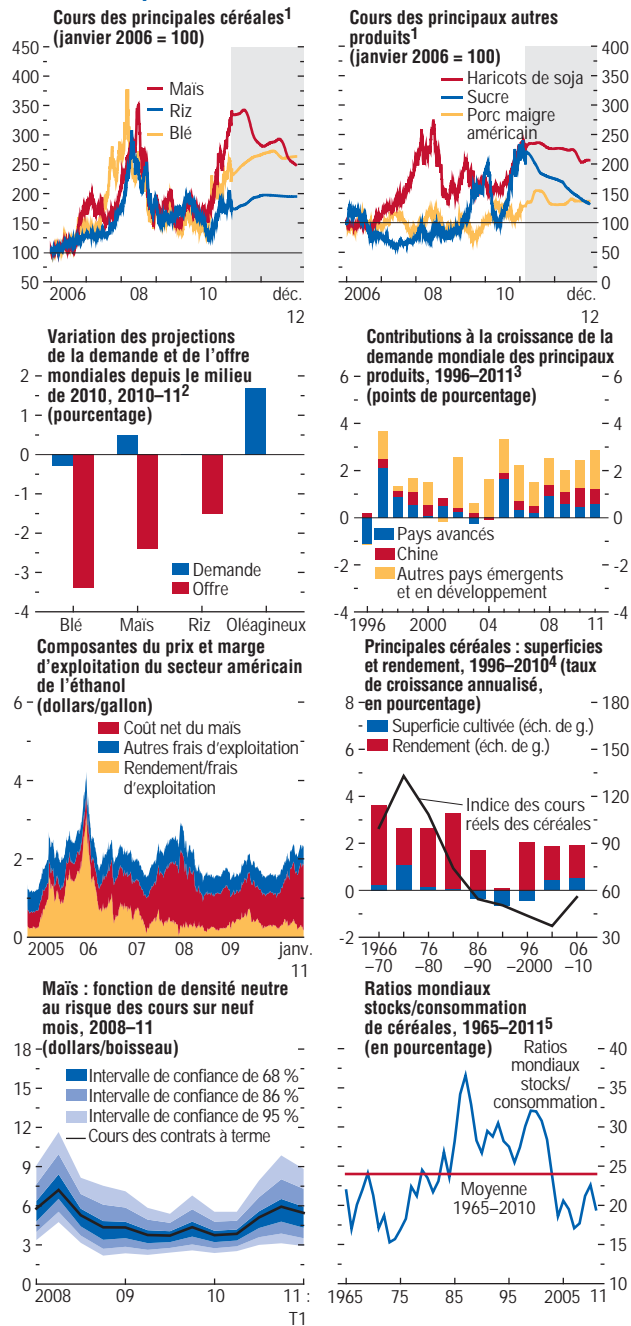 Cours des principales céréales1
(janvier 2006 = 100)
450
400
350
300
250
200
150
100
50
Maïs
Riz
Blé
2006
08
10
déc.
12
Cours des principaux autres
produits1
(janvier 2006 = 100)
400
350
300
250
200
150
100
50
0
Haricots de soja
Sucre
Porc maigre
américain
2006
08
10
déc.
12
Variation des projections
de la demande et de l'offre
mondiales depuis le milieu
de 2010, 2010–112
(pourcentage)
2
1
0
-1
-2
-3
-4
Demande
Offre
Blé
Maïs
Riz
Oléagineux
Contributions à la croissance de la
demande mondiale des principaux
produits, 1996–20113
(points de pourcentage)
6
4
2
0
-2
-4
6
4
2
0
-2
-4
Pays avancés
Chine
Autres pays émergents
et en développement
1996
2000
04
08
11
Composantes du prix et marge
d'exploitation du secteur américain
de l'éthanol
(dollars/gallon)
6
4
2
0
Coût net du maïs
Autres frais d'exploitation
Rendement/frais
d'exploitation
2005
06
07
08
09
janv.
11
Principales céréales : superficies
et rendement, 1996–20104 (taux
de croissance annualisé,
en pourcentage)
8
6
4
2
0
-2
180
150
120
90
60
30
Superficie cultivée (éch. de g.)
Rendement (éch. de g.)
Indice des cours
réels des céréales
1966
–70
76
–80
86
–90
96
–2000
06
–10
Maïs : fonction de densité neutre
au risque des cours sur neuf
mois, 2008–11
(dollars/boisseau)
18
15
12
9
6
3
0
Intervalle de confiance de 68 %
Intervalle de confiance de 86 %
Intervalle de confiance de 95 %
Cours des contrats à terme
2008
09
10
11 :
T1
Ratios mondiaux
stocks/consommation
de céréales, 1965–20115
(en pourcentage)
40
35
30
25
20
15
10
Ratios
mondiaux
stocks/
consommation
Moyenne
1965–2010
1965
75
85
95
2005
11